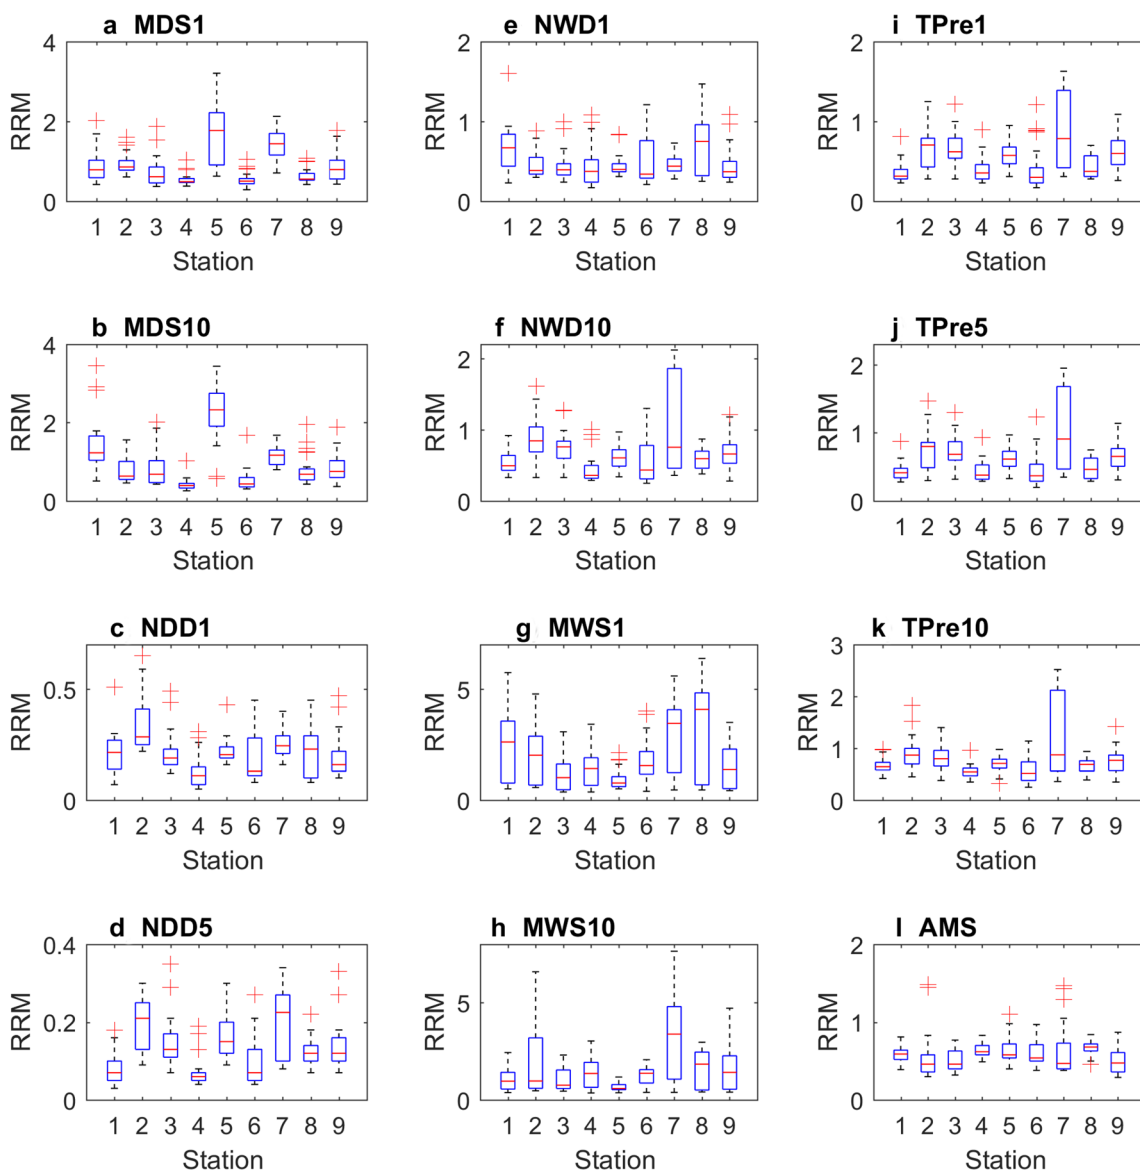 a MDS1
4
2
0
RRM
1 2 3 4 5 6 7 8 9
Station
e NWD1
2
1
0
RRM
1 2 3 4 5 6 7 8 9
Station
i TPre1
2
1
0
RRM
1 2 3 4 5 6 7 8 9
Station
b MDS10
4
2
0
RRM
1 2 3 4 5 6 7 8 9
Station
f NWD10
2
1
0
RRM
1 2 3 4 5 6 7 8 9
Station
j TPre5
2
1
0
RRM
1 2 3 4 5 6 7 8 9
Station
c NDD1
0.5
0
RRM
1 2 3 4 5 6 7 8 9
Station
g MWS1
5
0
RRM
1 2 3 4 5 6 7 8 9
Station
k TPre10
3
2
1
0
RRM
1 2 3 4 5 6 7 8 9
Station
d NDD5
0.4
0.2
0
RRM
1 2 3 4 5 6 7 8 9
Station
h MWS10
5
0
RRM
1 2 3 4 5 6 7 8 9
Station
l AMS
2
1
0
RRM
1 2 3 4 5 6 7 8 9
Station